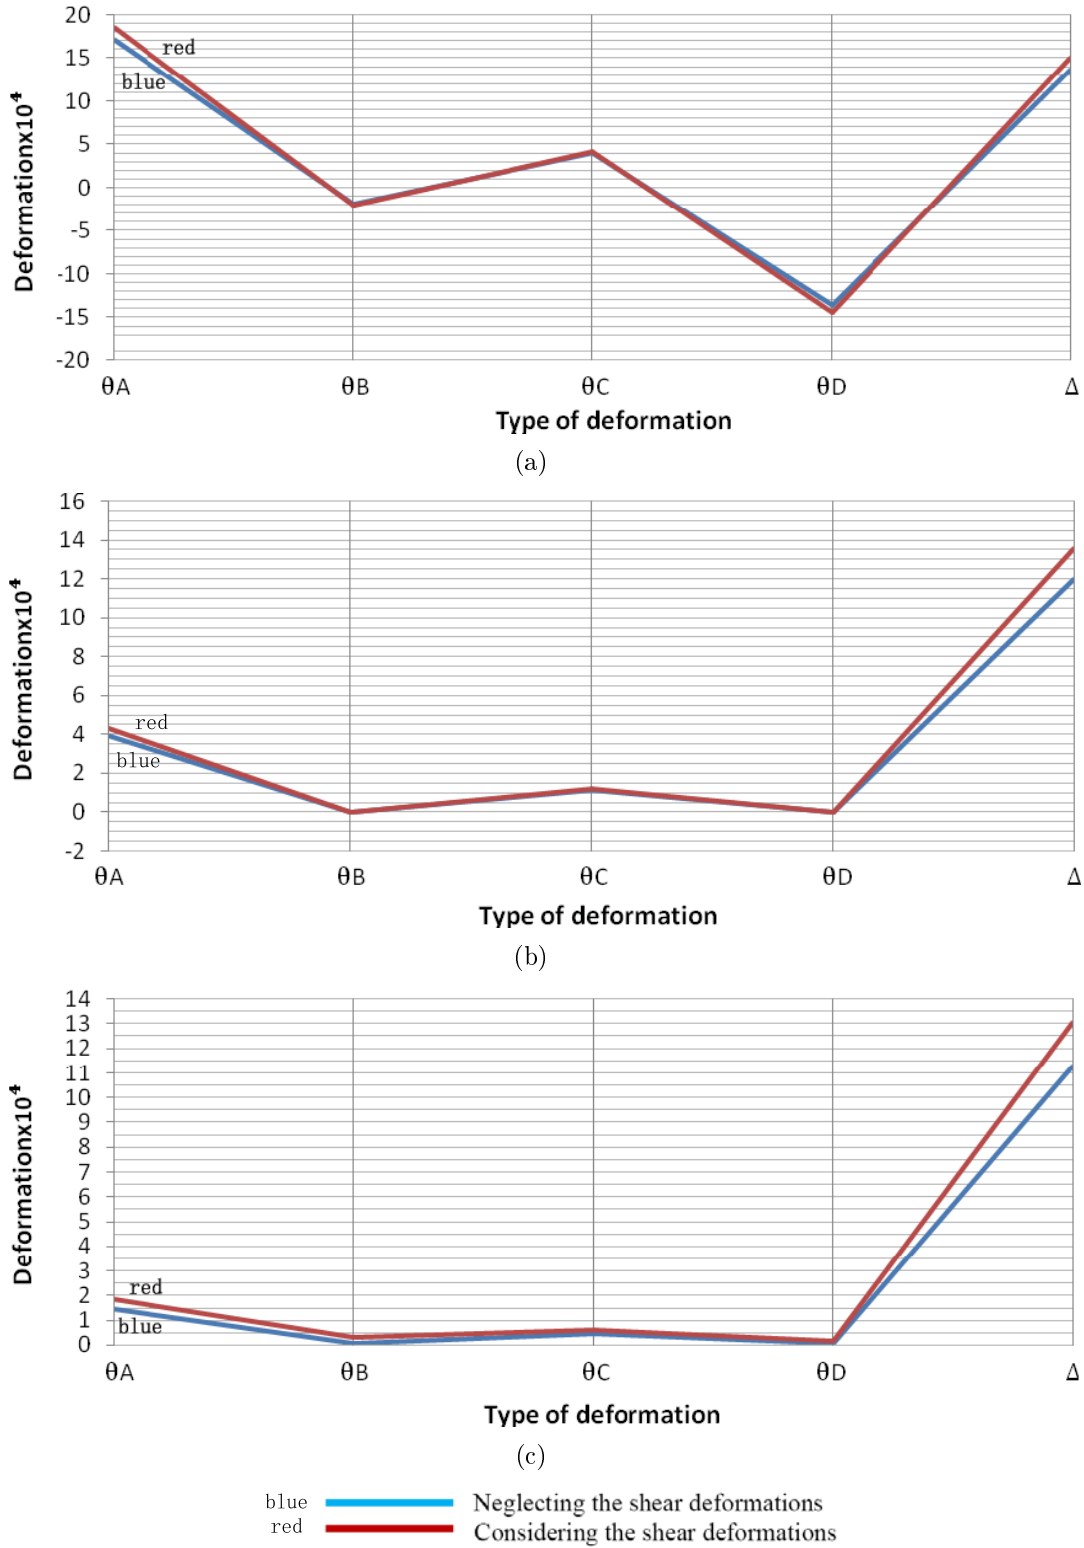 20
15
10
5
0
-5
-10
-15
-20
Deformationx10⁴
red
blue
θA θB θC θD Δ
Type of deformation
(a)
16
14
12
10
8
6
4
2
0
-2
Deformationx10⁴
red
blue
θA θB θC θD Δ
Type of deformation
(b)
14
13
12
11
10
9
8
7
6
5
4
3
2
1
0
Deformationx10⁴
red
blue
θA θB θC θD Δ
Type of deformation
(c)
blue Neglecting the shear deformations
red Considering the shear deformations